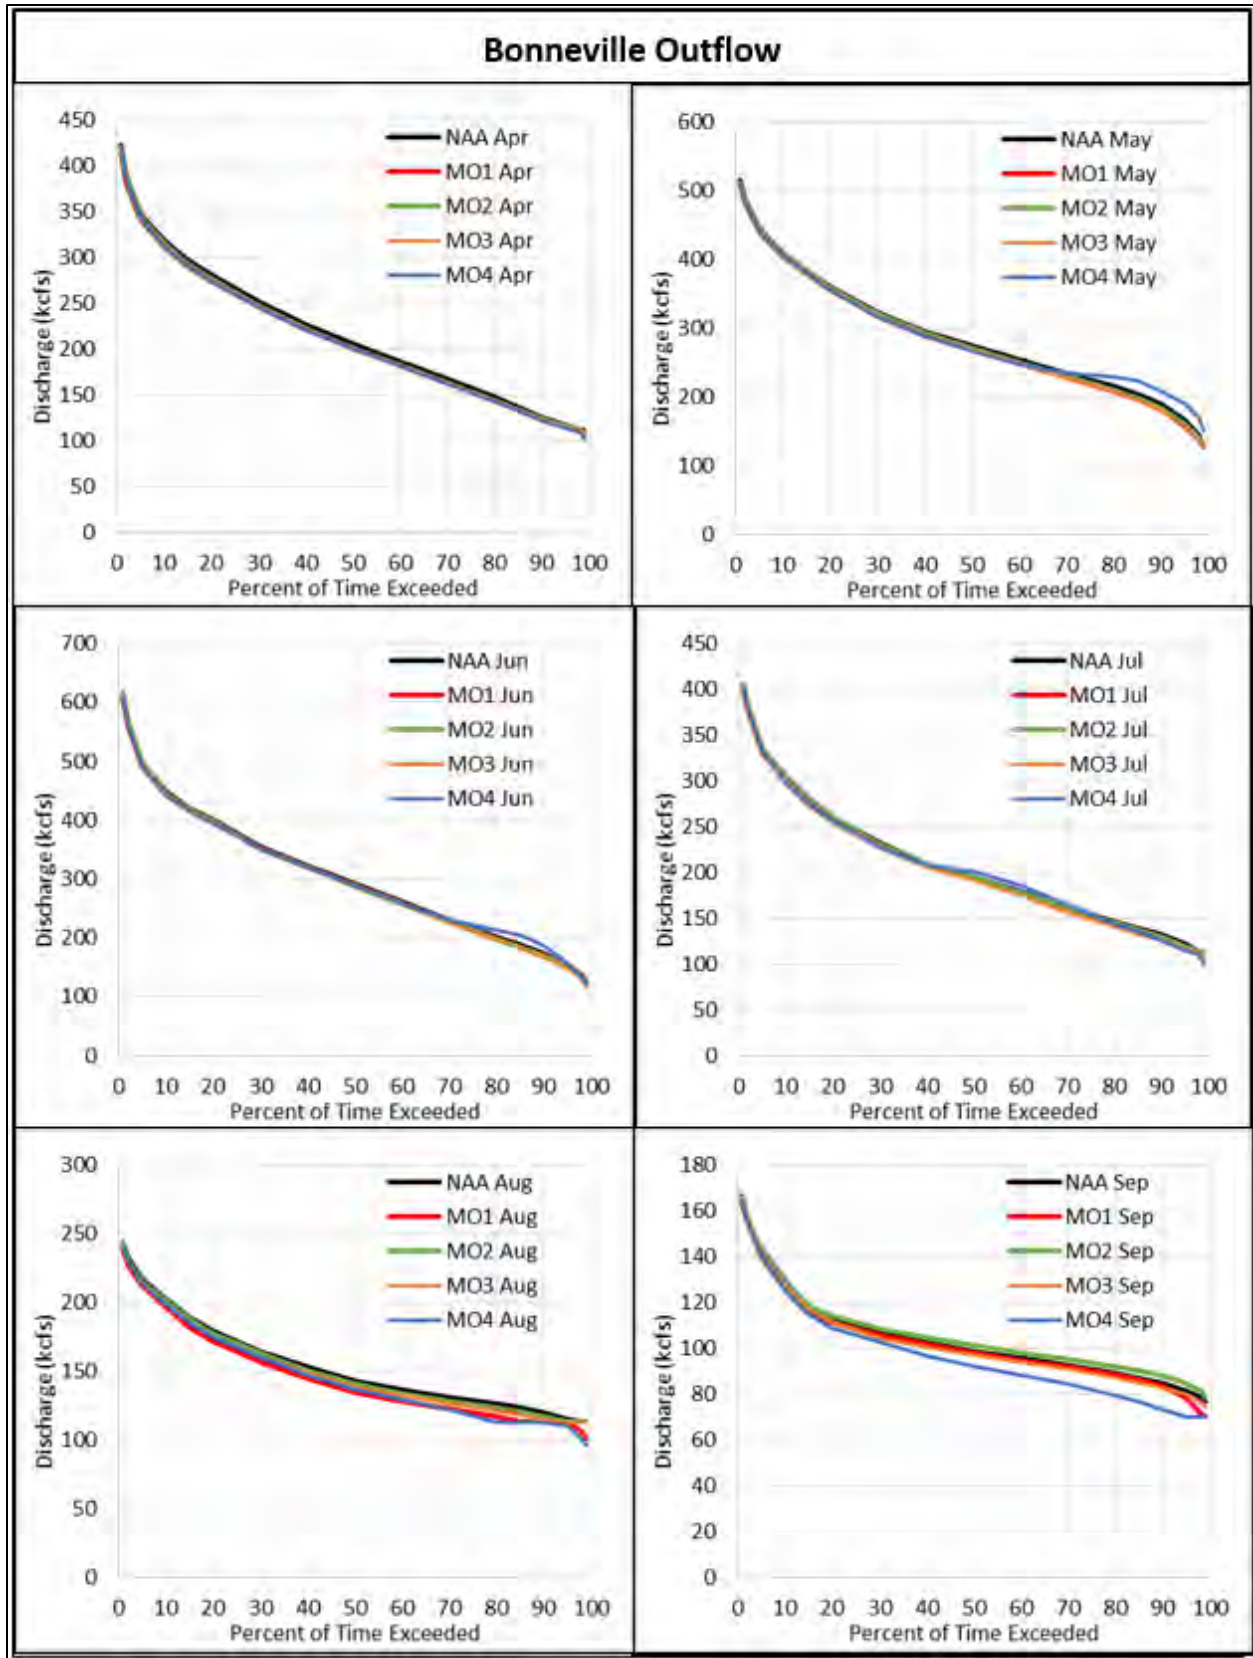 Bonneville Outflow
450
400
350
300
250
200
150
100
50
0
Discharge (kcfs)
NAA Apr
MO1 Apr
MO2 Apr
MO3 Apr
MO4 Apr
0 10 20 30 40 50 60 70 80 90 100
Percent of Time Exceeded
600
500
400
300
200
100
0
Discharge (kcfs)
NAA May
MO1 May
MO2 May
MO3 May
MO4 May
0 10 20 30 40 50 60 70 80 90 100
Percent of Time Exceeded
700
600
500
400
300
200
100
0
Discharge (kcfs)
NAA Jun
MO1 Jun
MO2 Jun
MO3 Jun
MO4 Jun
0 10 20 30 40 50 60 70 80 90 100
Percent of Time Exceeded
450
400
350
300
250
200
150
100
50
0
Discharge (kcfs)
NAA Jul
MO1 Jul
MO2 Jul
MO3 Jul
MO4 Jul
0 10 20 30 40 50 60 70 80 90 100
Percent of Time Exceeded
300
250
200
150
100
50
0
Discharge (kcfs)
NAA Aug
MO1 Aug
MO2 Aug
MO3 Aug
MO4 Aug
0 10 20 30 40 50 60 70 80 90 100
Percent of Time Exceeded
180
160
140
120
100
80
60
40
20
0
Discharge (kcfs)
NAA Sep
MO1 Sep
MO2 Sep
MO3 Sep
MO4 Sep
0 10 20 30 40 50 60 70 80 90 100
Percent of Time Exceeded